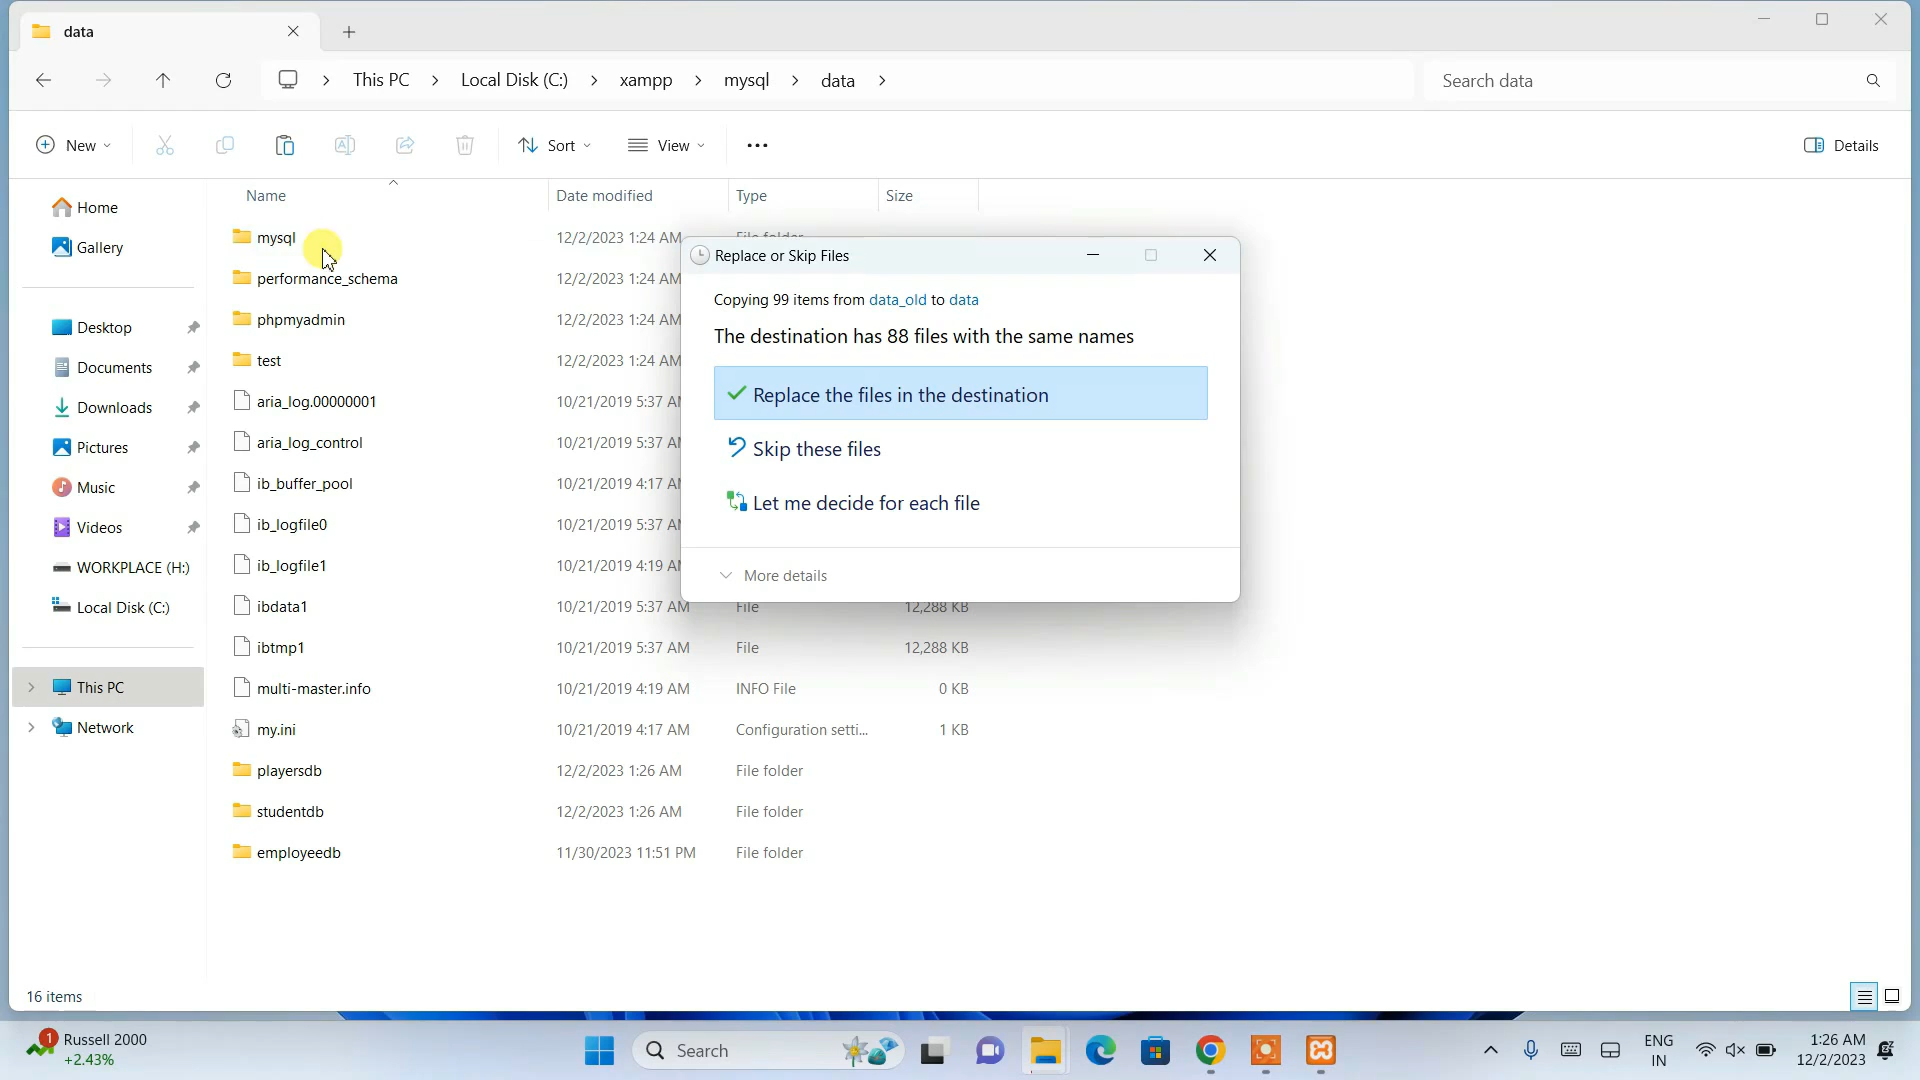 data
This PC
Local Disk (C:)
xampp
mysql
data
Search data
New
Sort
View
Details
Name
Date modified
Type
Size
Home
Gallery
Desktop
Documents
Downloads
Pictures
Music
Videos
WORKPLACE (H:)
Local Disk (C:)
This PC
Network
mysql 12/2/2023 1:24 AM
performance_schema 12/2/2023 1:24 AM
phpmyadmin 12/2/2023 1:24 AM
test 12/2/2023 1:24 AM
aria_log.00000001 10/21/2019 5:37 AM
aria_log_control 10/21/2019 5:37 AM
ib_buffer_pool 10/21/2019 4:17 AM
ib_logfile0 10/21/2019 5:37 AM
ib_logfile1 10/21/2019 4:19 AM
ibdata1 10/21/2019 5:37 AM File 12,288 KB
ibtmp1 10/21/2019 5:37 AM File 12,288 KB
multi-master.info 10/21/2019 4:19 AM INFO File 0 KB
my.ini 10/21/2019 4:17 AM Configuration setti... 1 KB
playersdb 12/2/2023 1:26 AM File folder
studentdb 12/2/2023 1:26 AM File folder
employeedb 11/30/2023 11:51 PM File folder
Replace or Skip Files
Copying 99 items from data_old to data
The destination has 88 files with the same names
Replace the files in the destination
Skip these files
Let me decide for each file
More details
16 items
1
Russell 2000
+2.43%
Search
ENG
IN
1:26 AM
12/2/2023